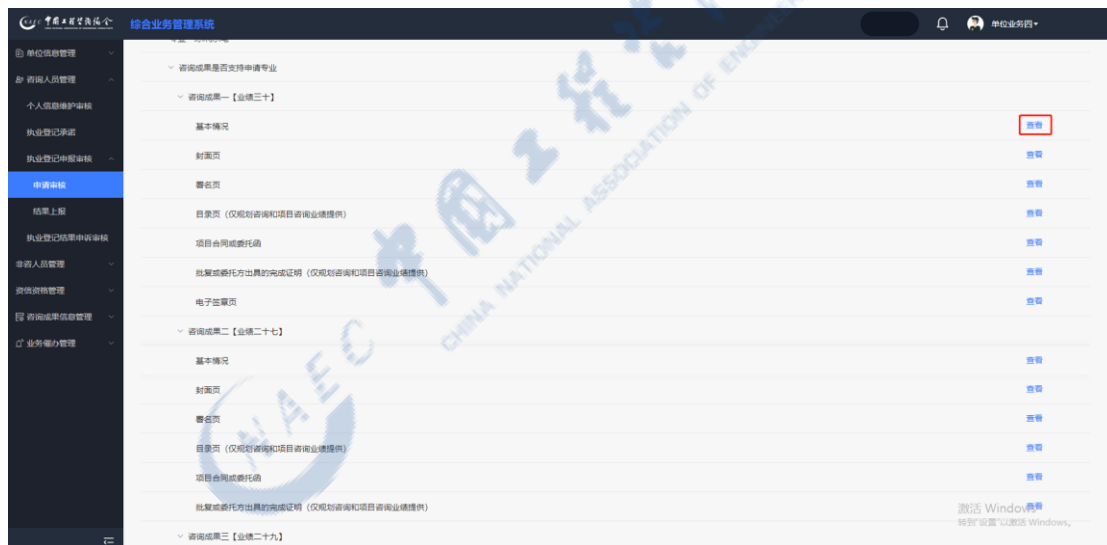 中国工程咨询协会 综合业务管理系统 单位业务四
单位信息管理
咨询人员管理
个人信息维护审核
执业登记承诺
执业登记申报审核
申请审核
结果上报
执业登记结果申诉审核
非咨人员管理
资信资格管理
咨询成果信息管理
业务催办管理
咨询成果是否支持申请专业
咨询成果一【业绩三十】
基本情况 查看
封面页 查看
署名页 查看
目录页（仅规划咨询和项目咨询业绩提供） 查看
项目合同或委托函 查看
批复或委托方出具的完成证明（仅规划咨询和项目咨询业绩提供） 查看
电子签章页 查看
咨询成果二【业绩二十七】
基本情况 查看
封面页 查看
署名页 查看
目录页（仅规划咨询和项目咨询业绩提供） 查看
项目合同或委托函 查看
批复或委托方出具的完成证明（仅规划咨询和项目咨询业绩提供） 查看
咨询成果三【业绩二十九】
激活 Windows
转到"设置"以激活 Windows。
CNAEC
CHINA NATIONAL ASSOCIATION OF ENGINE